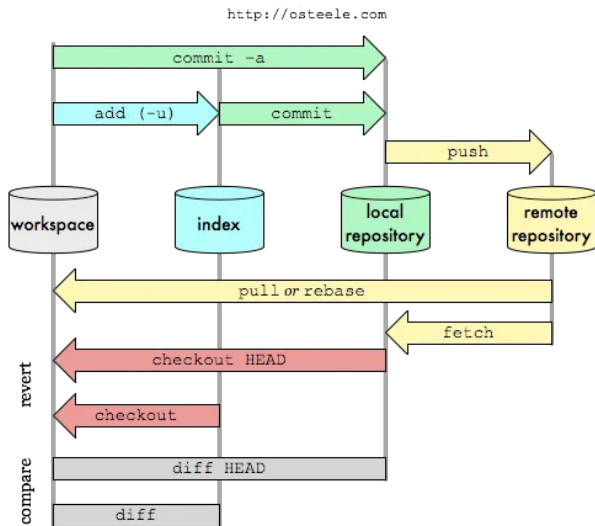 http://osteele.com
commit -a
add (-u)
commit
push
workspace
index
local
repository
remote
repository
pull or rebase
fetch
revert
checkout HEAD
checkout
compare
diff HEAD
diff